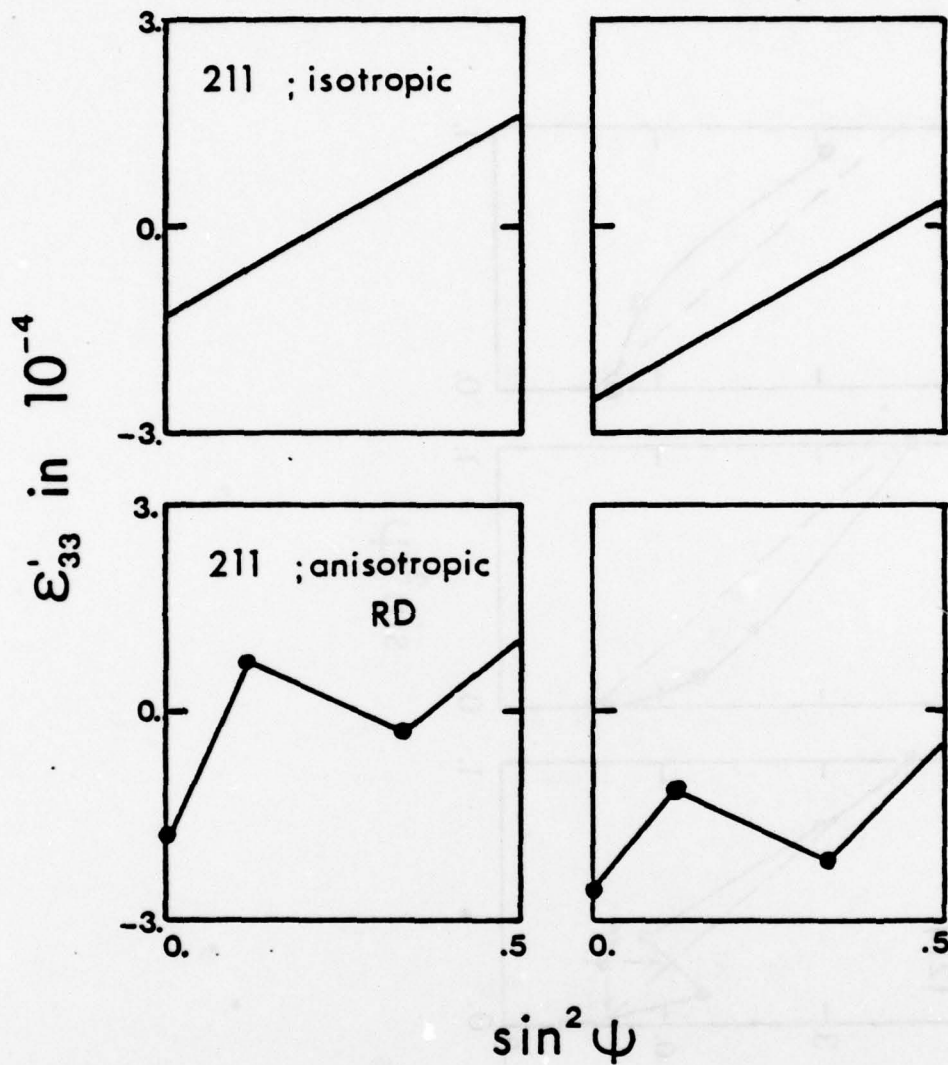 3.
211 ; isotropic
0.
-3.
3.
211 ; anisotropic
RD
0.
-3.
0. .5 0. .5
ε'33 in 10⁻⁴
sin² ψ